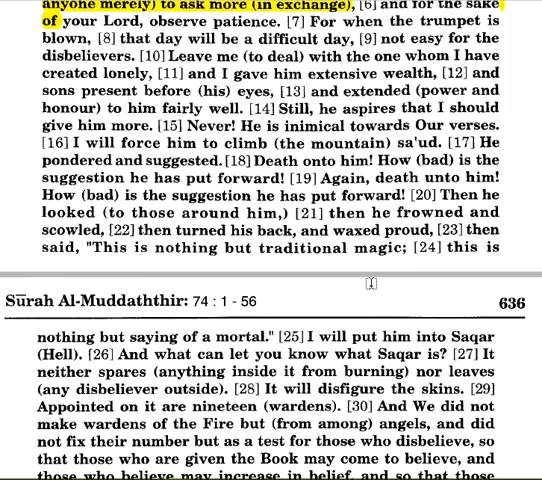 anyone merely) to ask more (in exchange), [6] and for the sake
of your Lord, observe patience. [7] For when the trumpet is
blown, [8] that day will be a difficult day, [9] not easy for the
disbelievers. [10] Leave me (to deal) with the one whom I have
created lonely, [11] and I gave him extensive wealth, [12] and
sons present before (his) eyes, [13] and extended (power and
honour) to him fairly well. [14] Still, he aspires that I should
give him more. [15] Never! He is inimical towards Our verses.
[16] I will force him to climb (the mountain) sa'ud. [17] He
pondered and suggested. [18] Death onto him! How (bad) is the
suggestion he has put forward! [19] Again, death unto him!
How (bad) is the suggestion he has put forward! [20] Then he
looked (to those around him,) [21] then he frowned and
scowled, [22] then turned his back, and waxed proud, [23] then
said, "This is nothing but traditional magic; [24] this is
Sūrah Al-Muddaththir: 74 : 1 - 56 636
nothing but saying of a mortal." [25] I will put him into Saqar
(Hell). [26] And what can let you know what Saqar is? [27] It
neither spares (anything inside it from burning) nor leaves
(any disbeliever outside). [28] It will disfigure the skins. [29]
Appointed on it are nineteen (wardens). [30] And We did not
make wardens of the Fire but (from among) angels, and did
not fix their number but as a test for those who disbelieve, so
that those who are given the Book may come to believe, and
those who believe may increase in belief, and so that those